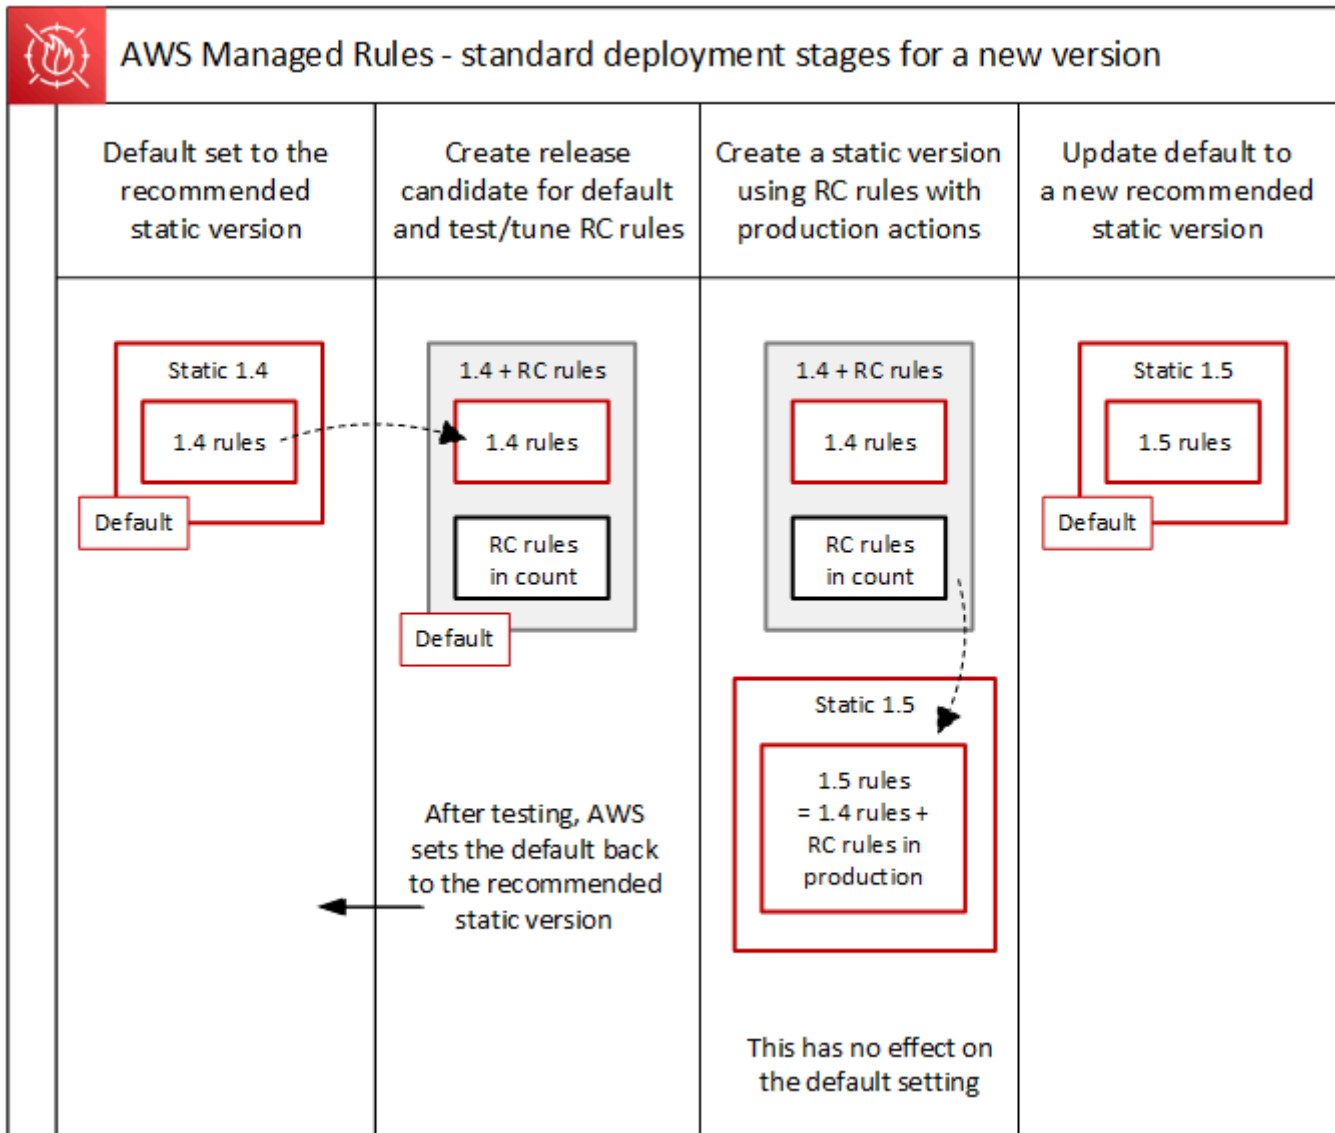 AWS Managed Rules - standard deployment stages for a new version
Default set to the
recommended
static version
Create release
candidate for default
and test/tune RC rules
Create a static version
using RC rules with
production actions
Update default to
a new recommended
static version
Static 1.4
1.4 rules
Default
1.4 + RC rules
1.4 rules
RC rules
in count
Default
After testing, AWS
sets the default back
to the recommended
static version
1.4 + RC rules
1.4 rules
RC rules
in count
Static 1.5
1.5 rules
= 1.4 rules +
RC rules in
production
This has no effect on
the default setting
Static 1.5
1.5 rules
Default